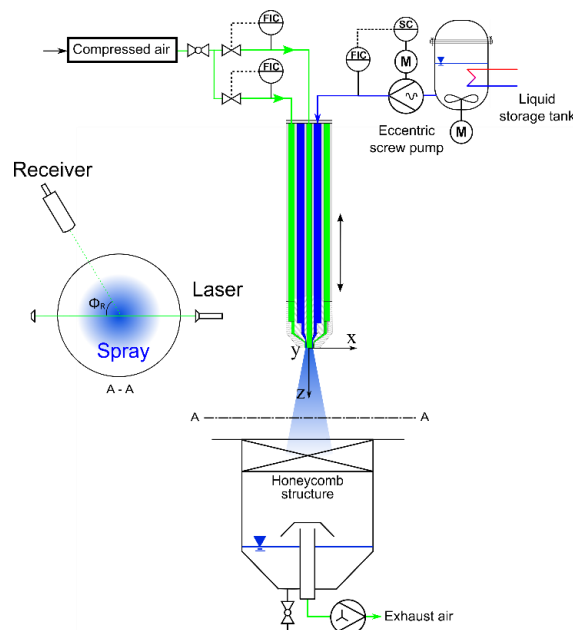 FIC
SC
Compressed air
FIC
FIC
M
Liquid
storage tank
Eccentric
screw pump
M
Receiver
Laser
ΦR
Spray
A - A
y
x
z
A
A
Honeycomb
structure
Exhaust air